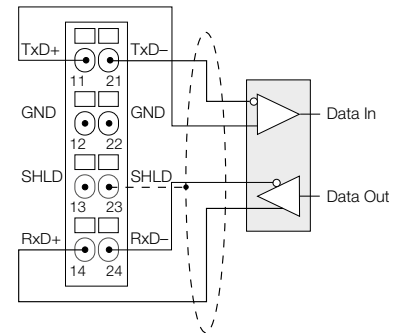 TxD+ TxD–
11 21
GND GND
Data In
12 22
SHLD SHLD
13 23
Data Out
RxD+ RxD–
14 24